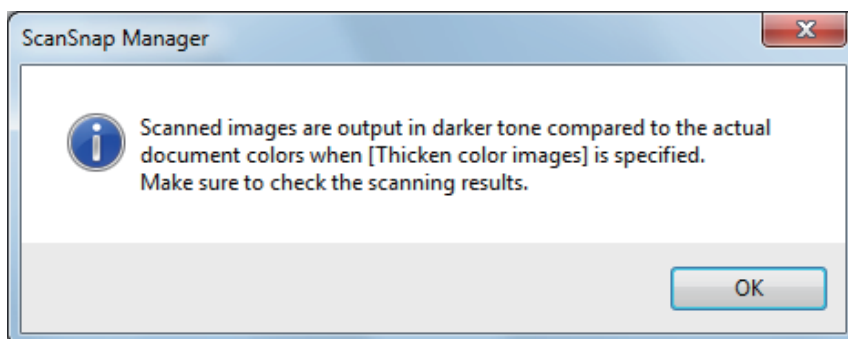 ScanSnap Manager
Scanned images are output in darker tone compared to the actual
document colors when [Thicken color images] is specified.
Make sure to check the scanning results.
OK